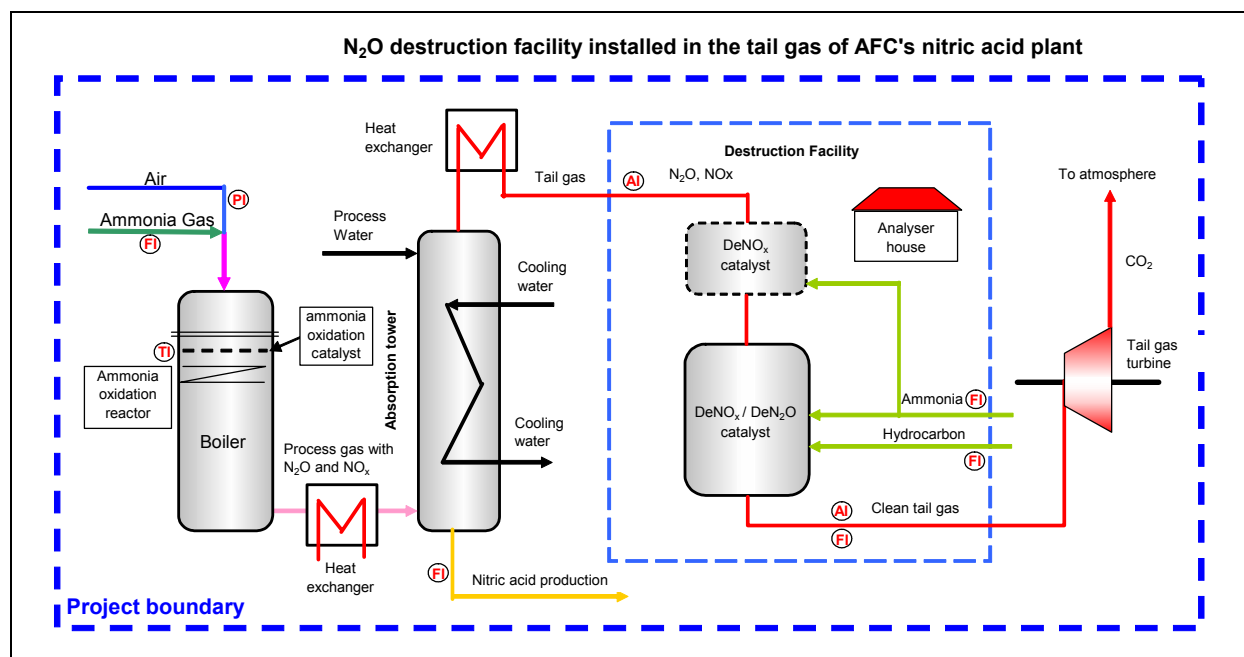 N₂O destruction facility installed in the tail gas of AFC's nitric acid plant
Heat
exchanger
Destruction Facility
Air
PI
Ammonia Gas
FI
Tail gas
AI
N₂O, NOx
To atmosphere
Process
Water
Analyser
house
DeNOₓ
catalyst
CO₂
Cooling
water
ammonia
oxidation
catalyst
TI
Ammonia
oxidation
reactor
Absorption tower
Tail gas
turbine
Boiler
DeNOₓ / DeN₂O
catalyst
Ammonia
FI
Hydrocarbon
FI
Cooling
water
Process gas with
N₂O and NOₓ
AI
Clean tail gas
FI
Heat
exchanger
FI
Nitric acid production
Project boundary